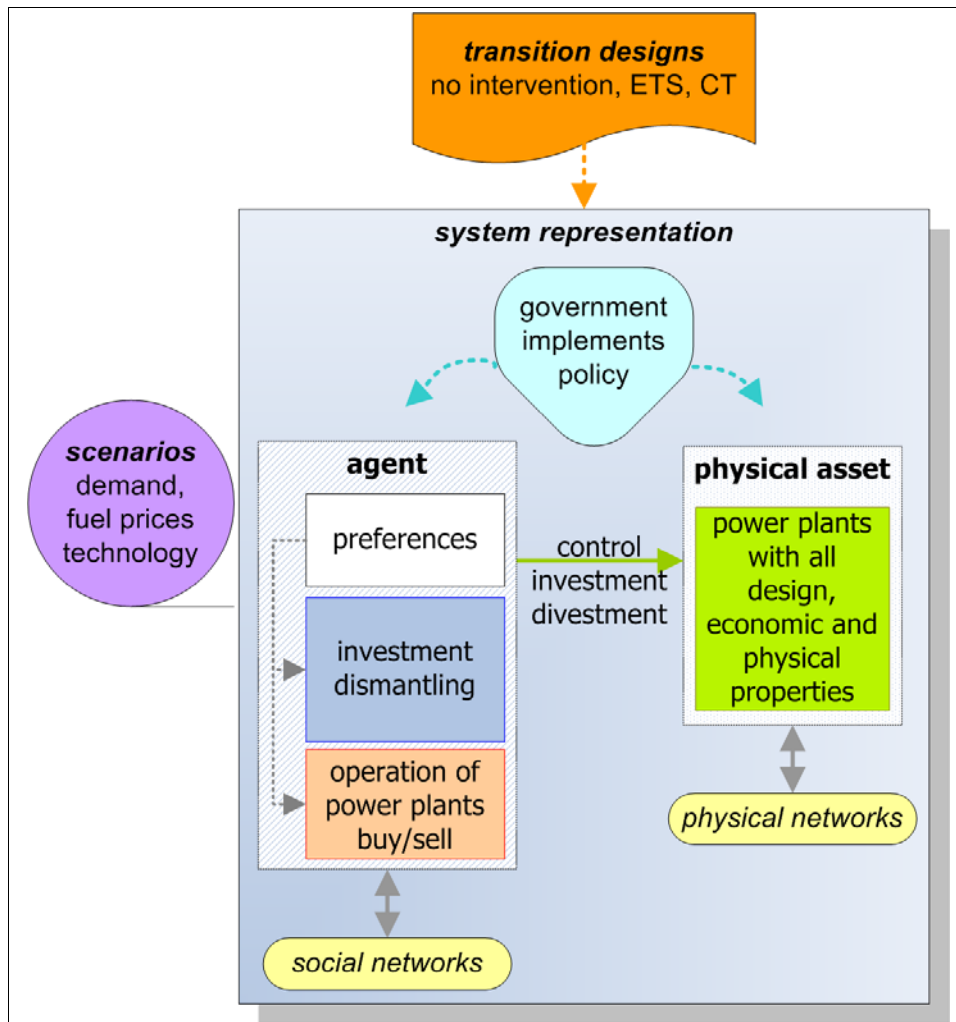 transition designs
no intervention, ETS, CT
system representation
government
implements
policy
scenarios
demand,
fuel prices
technology
agent
preferences
investment
dismantling
operation of
power plants
buy/sell
control
investment
divestment
physical asset
power plants
with all
design,
economic and
physical
properties
physical networks
social networks